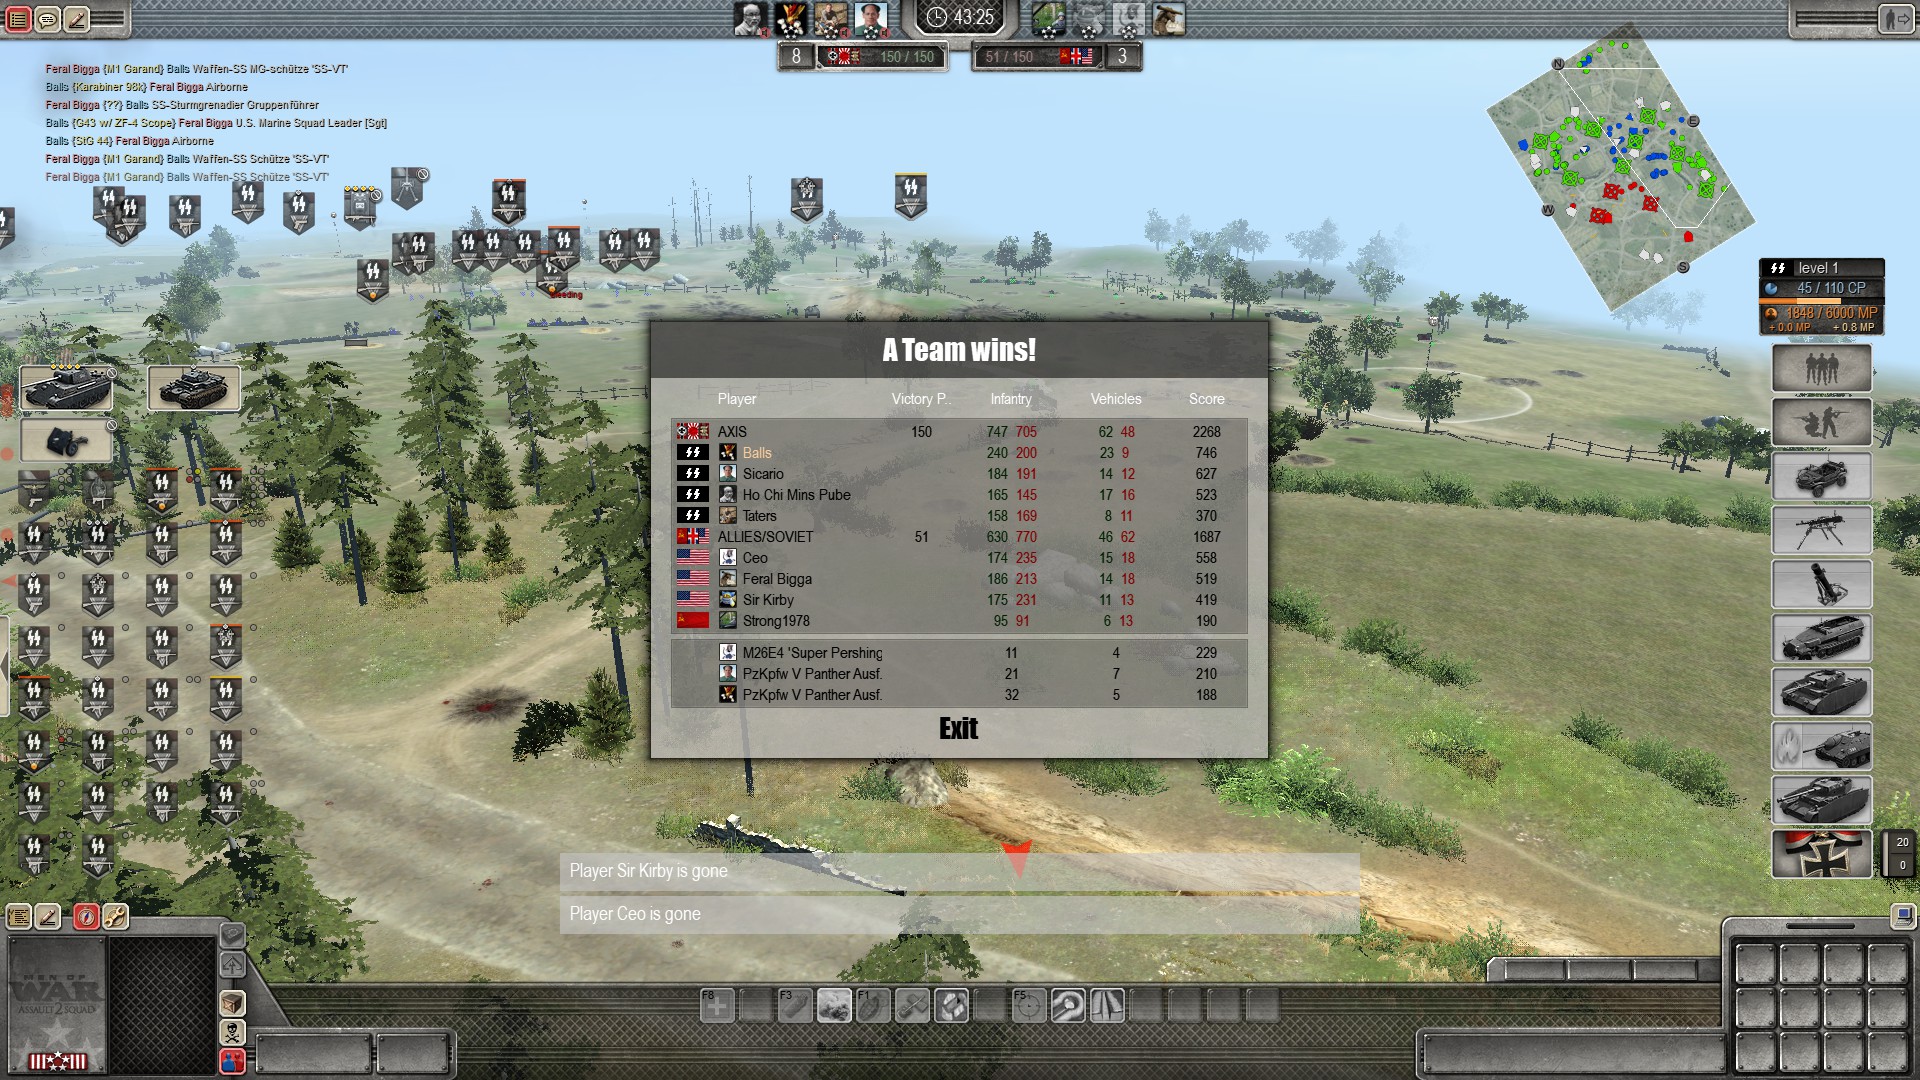 43:25
8 150 / 150 51 / 150 3
Feral Bigga {M1 Garand} Balls Waffen-SS MG-schütze 'SS-VT'
Balls {Karabiner 98k} Feral Bigga Airborne
Feral Bigga {??} Balls SS-Sturmgrenadier Gruppenführer
Balls {G43 w/ ZF-4 Scope} Feral Bigga U.S. Marine Squad Leader [Sgt]
Balls {StG 44} Feral Bigga Airborne
Feral Bigga {M1 Garand} Balls Waffen-SS Schütze 'SS-VT'
Feral Bigga {M1 Garand} Balls Waffen-SS Schütze 'SS-VT'
N
E
W
S
level 1
45 / 110 CP
1848 / 6000 MP
+ 0.0 MP + 0.8 MP
Bleeding
A Team wins!
Player Victory P.. Infantry Vehicles Score
AXIS 150 747 705 62 48 2268
Balls 240 200 23 9 746
Sicario 184 191 14 12 627
Ho Chi Mins Pube 165 145 17 16 523
Taters 158 169 8 11 370
ALLIES/SOVIET 51 630 770 46 62 1687
Ceo 174 235 15 18 558
Feral Bigga 186 213 14 18 519
Sir Kirby 175 231 11 13 419
Strong1978 95 91 6 13 190
M26E4 'Super Pershing 11 4 229
PzKpfw V Panther Ausf. 21 7 210
PzKpfw V Panther Ausf. 32 5 188
Exit
20
0
Player Sir Kirby is gone
Player Ceo is gone
MEN OF
WAR
ASSAULT SQUAD 2
F8 F3 F1 F5